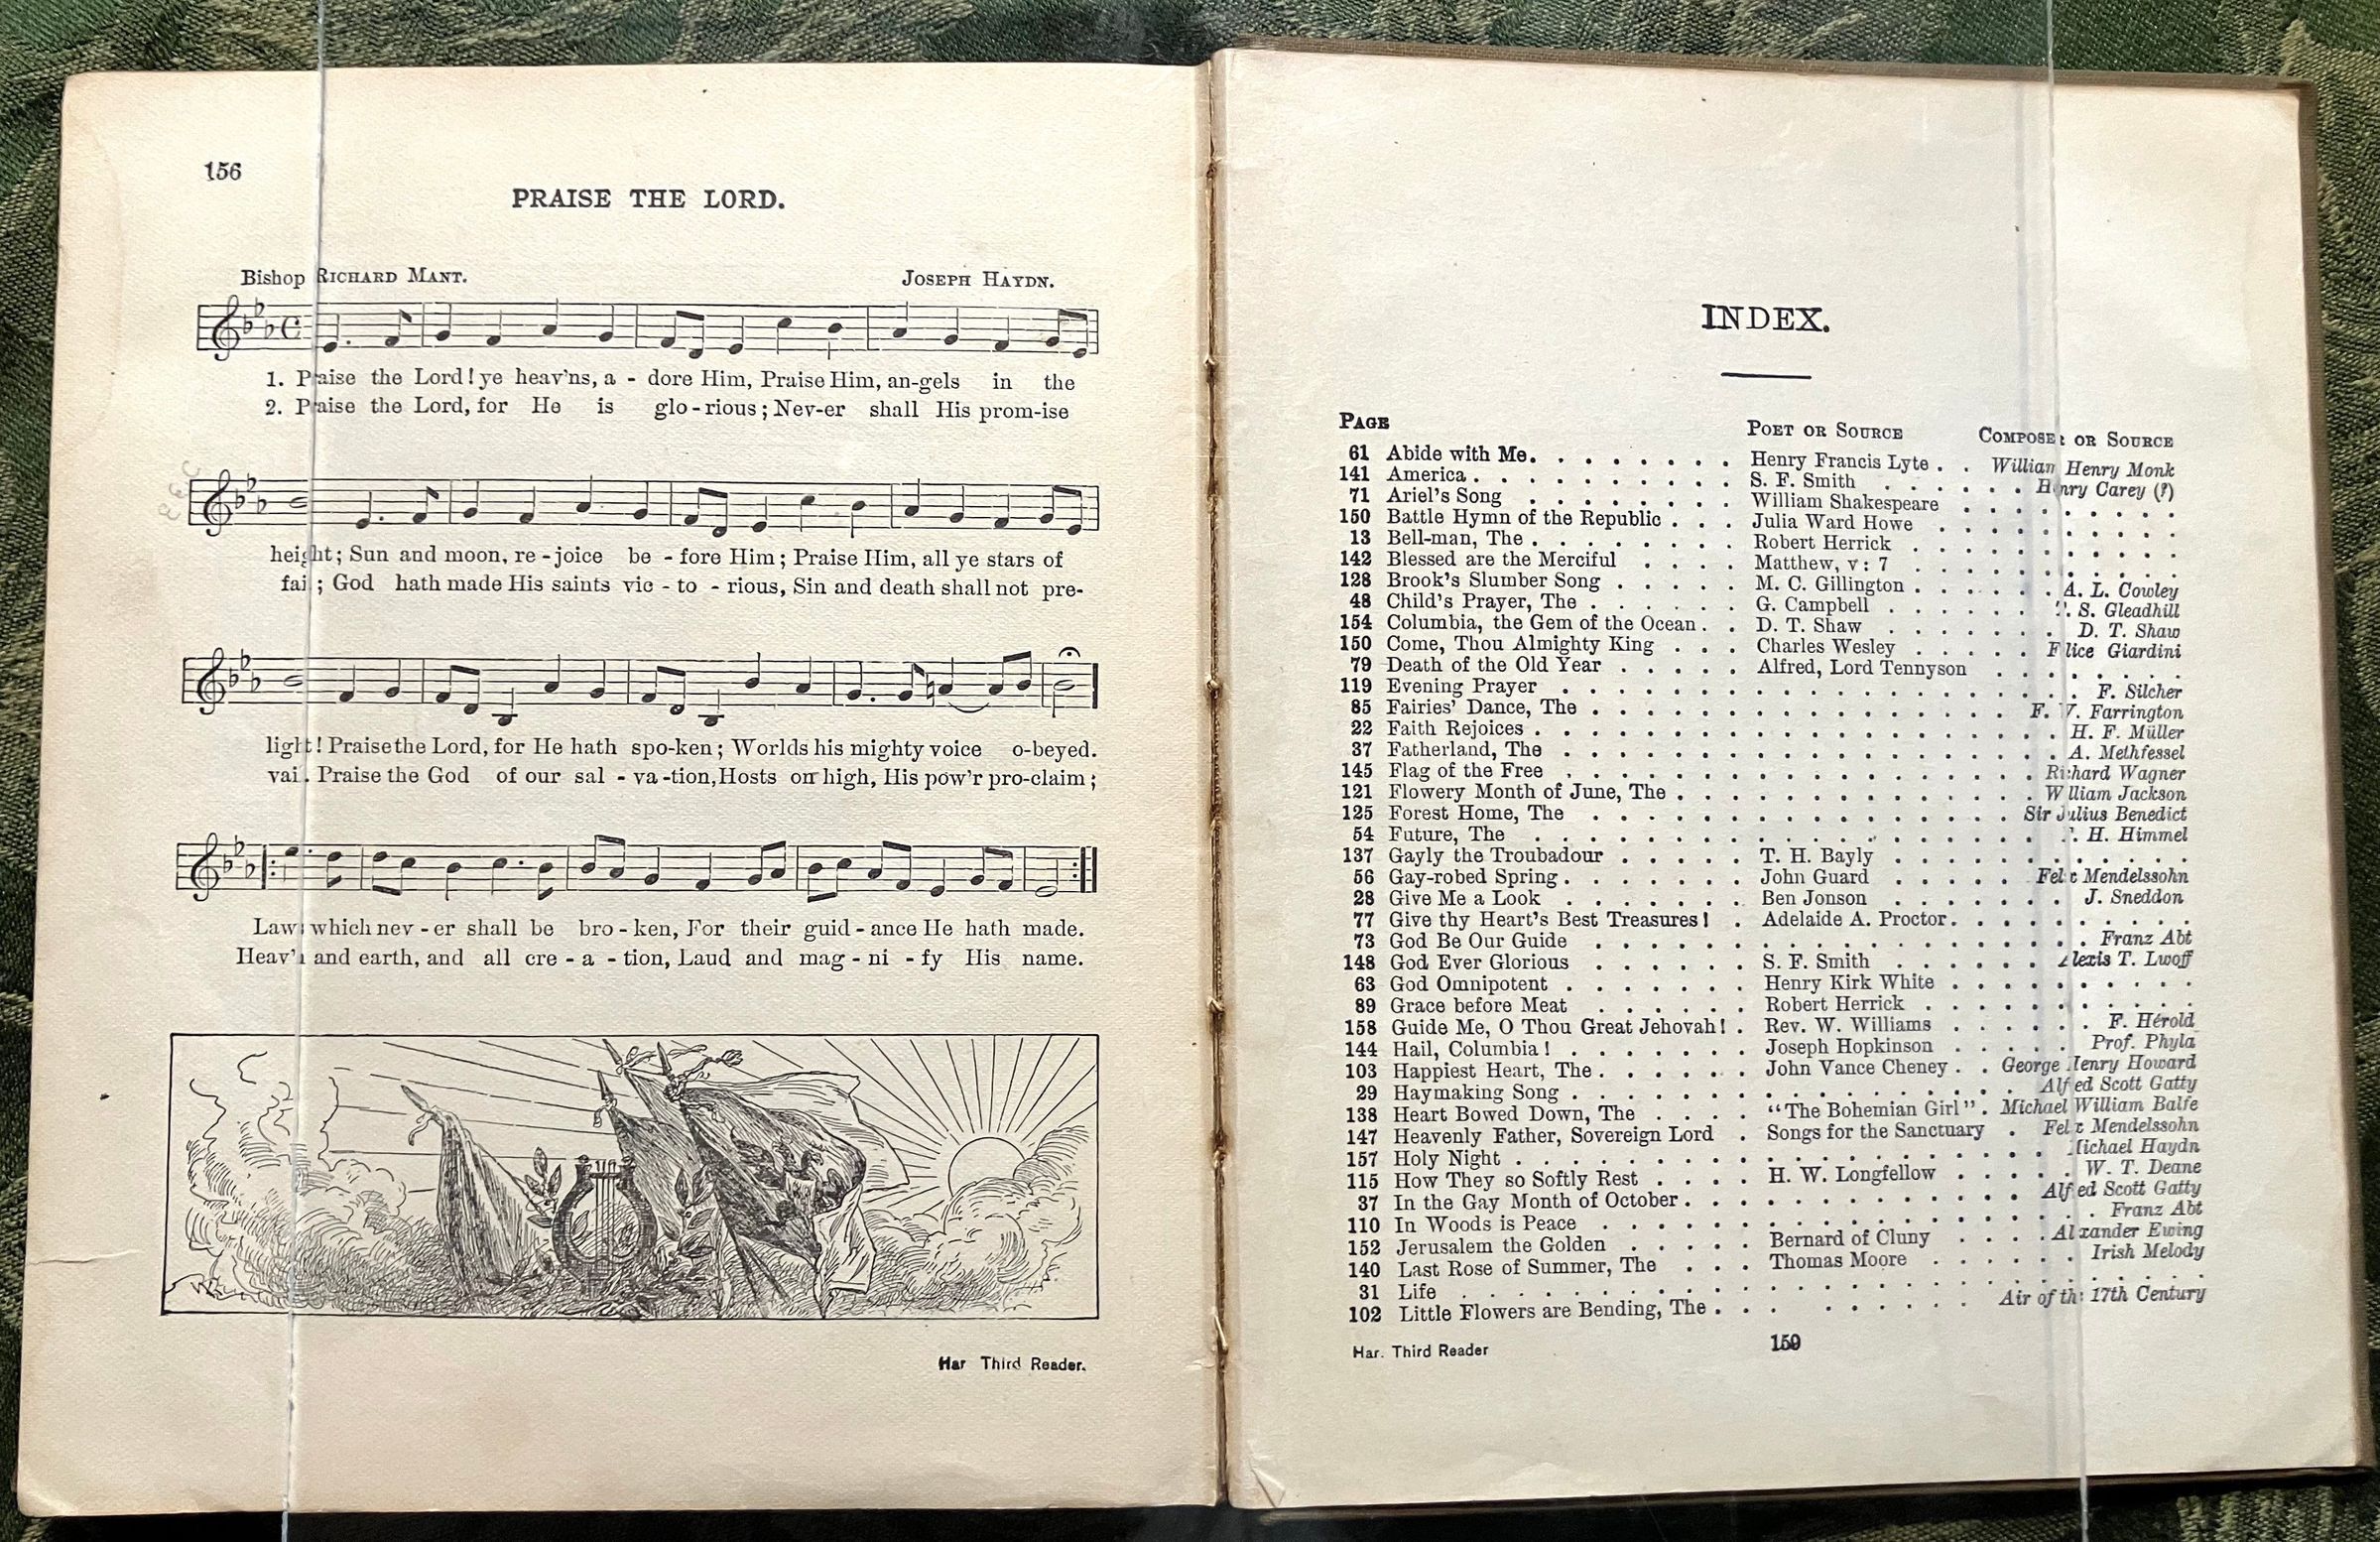 156
PRAISE THE LORD.
Bishop RICHARD MANT. JOSEPH HAYDN.
1. Praise the Lord! ye heav'ns, a - dore Him, Praise Him, an-gels in the
2. Praise the Lord, for He is glo - rious; Nev-er shall His prom-ise
height; Sun and moon, re - joice be - fore Him; Praise Him, all ye stars of
fail; God hath made His saints vic - to - rious, Sin and death shall not pre-
light! Praise the Lord, for He hath spo-ken; Worlds his mighty voice o-beyed.
vail. Praise the God of our sal - va - tion, Hosts on high, His pow'r pro-claim;
Laws which nev - er shall be bro - ken, For their guid - ance He hath made.
Heav'n and earth, and all cre - a - tion, Laud and mag - ni - fy His name.
Har Third Reader.
INDEX.
PAGE POET OR SOURCE COMPOSER OR SOURCE
61 Abide with Me. . . . . . . . Henry Francis Lyte . . William Henry Monk
141 America . . . . . . . . . . S. F. Smith . . . . . . Henry Carey (?)
71 Ariel's Song . . . . . . . . William Shakespeare . . . . . . .
150 Battle Hymn of the Republic . . . Julia Ward Howe . . . . . . . .
13 Bell-man, The . . . . . . . . Robert Herrick . . . . . . . . .
142 Blessed are the Merciful . . . . Matthew, v: 7 . . . . . . . . .
128 Brook's Slumber Song . . . . . M. C. Gillington . . . . . . A. L. Cowley
48 Child's Prayer, The . . . . . . G. Campbell . . . . . T. S. Gleadhill
154 Columbia, the Gem of the Ocean . . D. T. Shaw . . . . . . D. T. Shaw
150 Come, Thou Almighty King . . . Charles Wesley . . . . . Felice Giardini
79 Death of the Old Year . . . . . Alfred, Lord Tennyson . . . . . .
119 Evening Prayer . . . . . . . . . . . . . . . . . F. Silcher
85 Fairies' Dance, The . . . . . . . . . . . . . . . F. W. Farrington
22 Faith Rejoices . . . . . . . . . . . . . . . . . H. F. Müller
37 Fatherland, The . . . . . . . . . . . . . . . . A. Methfessel
145 Flag of the Free . . . . . . . . . . . . . . . Richard Wagner
121 Flowery Month of June, The . . . . . . . . . . . William Jackson
125 Forest Home, The . . . . . . . . . . . . . . Sir Julius Benedict
54 Future, The . . . . . . . . . . . . . . . . . F. H. Himmel
137 Gayly the Troubadour . . . . . T. H. Bayly . . . . . . . . . .
56 Gay-robed Spring . . . . . . . John Guard . . . . . Felix Mendelssohn
28 Give Me a Look . . . . . . . Ben Jonson . . . . . . . J. Sneddon
77 Give thy Heart's Best Treasures! . Adelaide A. Proctor . . . . . . . .
73 God Be Our Guide . . . . . . . . . . . . . . . . Franz Abt
148 God Ever Glorious . . . . . . S. F. Smith . . . . . . Alexis T. Lwoff
63 God Omnipotent . . . . . . . Henry Kirk White . . . . . . . .
89 Grace before Meat . . . . . . Robert Herrick . . . . . . . . .
158 Guide Me, O Thou Great Jehovah! . Rev. W. Williams . . . . . . F. Hérold
144 Hail, Columbia! . . . . . . . Joseph Hopkinson . . . . . Prof. Phyla
103 Happiest Heart, The . . . . . . John Vance Cheney . . George Henry Howard
29 Haymaking Song . . . . . . . . . . . . . . . Alfred Scott Gatty
138 Heart Bowed Down, The . . . . "The Bohemian Girl" . Michael William Balfe
147 Heavenly Father, Sovereign Lord . Songs for the Sanctuary . Felix Mendelssohn
157 Holy Night . . . . . . . . . . . . . . . . . Michael Haydn
115 How They so Softly Rest . . . . H. W. Longfellow . . . . . W. T. Deane
37 In the Gay Month of October . . . . . . . . . . . Alfred Scott Gatty
110 In Woods is Peace . . . . . . . . . . . . . . . . Franz Abt
152 Jerusalem the Golden . . . . . Bernard of Cluny . . . . Alexander Ewing
140 Last Rose of Summer, The . . . Thomas Moore . . . . . . Irish Melody
31 Life . . . . . . . . . . . . . . . . . . . . . . .
102 Little Flowers are Bending, The . . . . . . . . Air of the 17th Century
Har. Third Reader 159